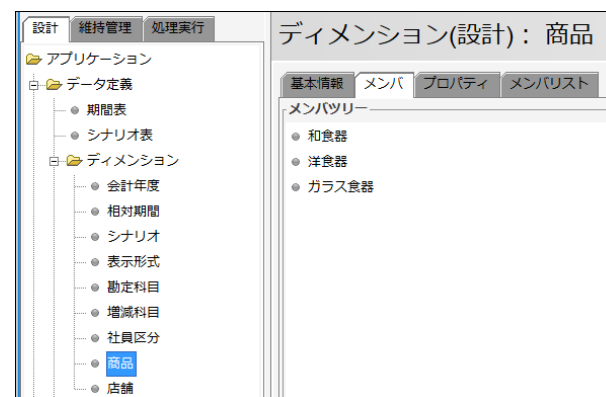 設計 維持管理 処理実行
アプリケーション
データ定義
期間表
シナリオ表
ディメンション
会計年度
相対期間
シナリオ
表示形式
勘定科目
増減科目
社員区分
商品
店舗
ディメンション(設計)： 商品
基本情報 メンバ プロパティ メンバリスト
メンバツリー
和食器
洋食器
ガラス食器